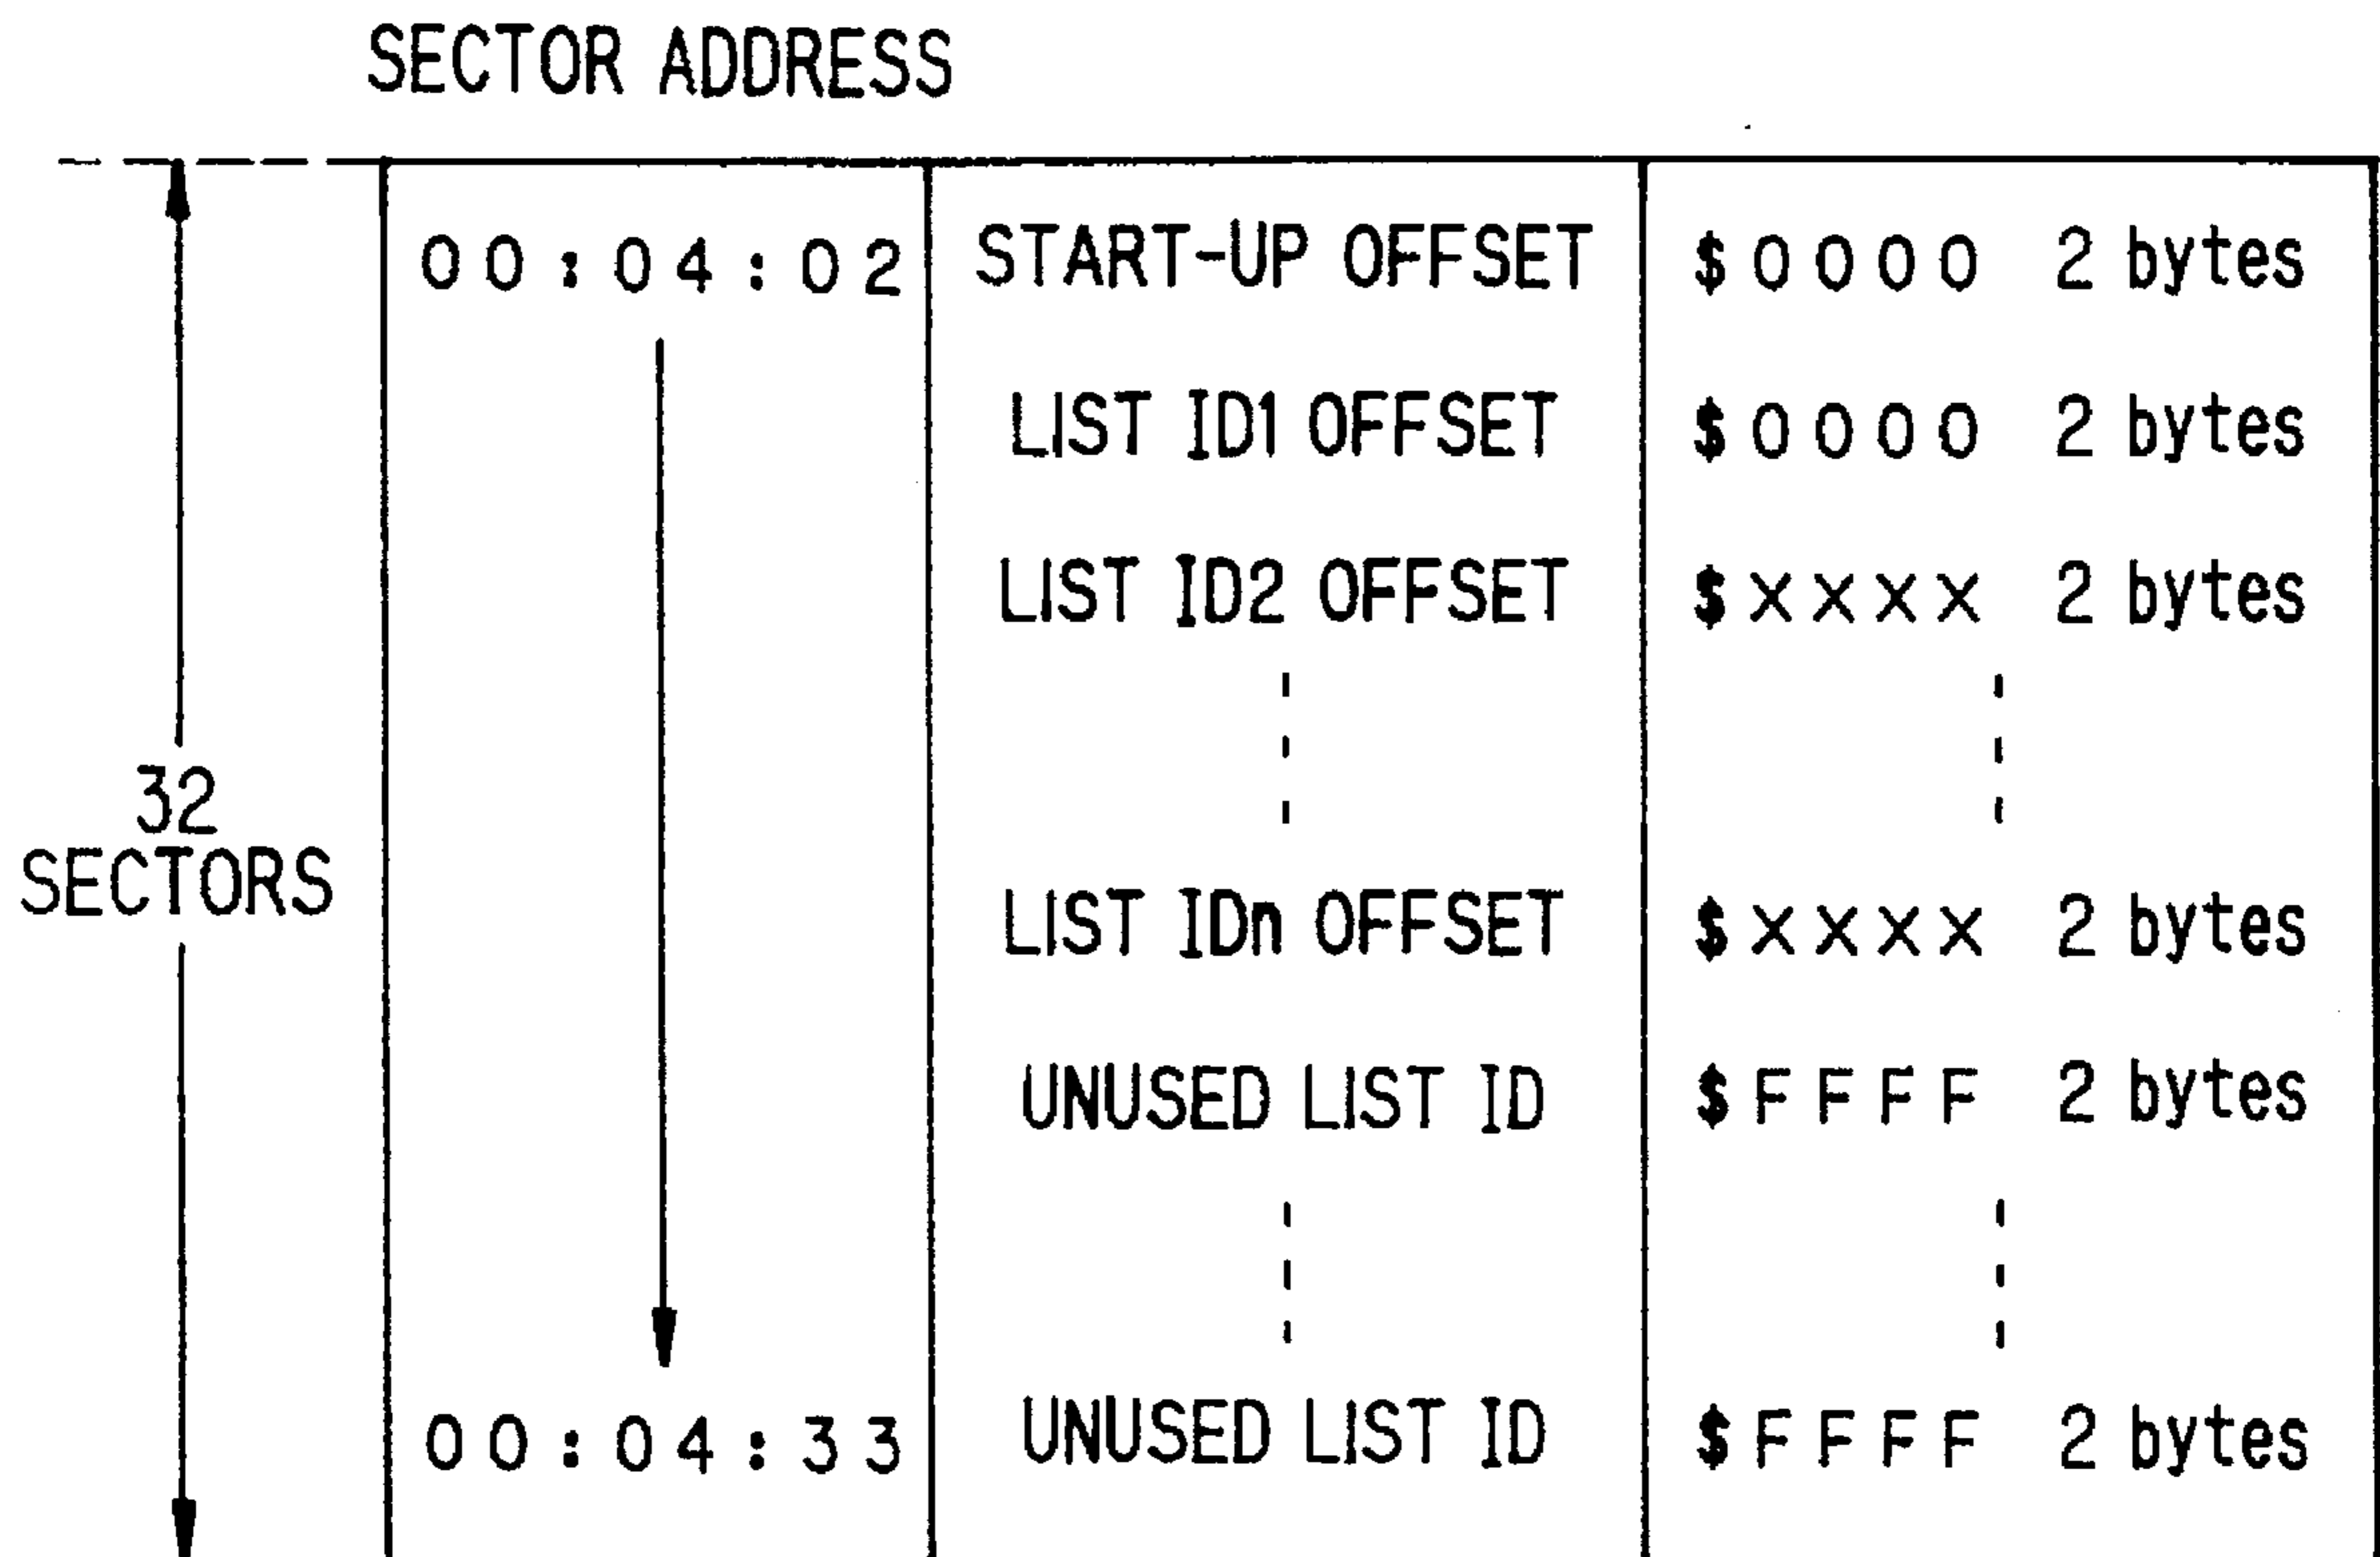 SECTOR ADDRESS
00:04:02 START-UP OFFSET $0000 2 bytes
LIST ID1 OFFSET $0000 2 bytes
LIST ID2 OFFSET $XXXX 2 bytes
32
SECTORS
LIST IDn OFFSET $XXXX 2 bytes
UNUSED LIST ID $FFFF 2 bytes
00:04:33 UNUSED LIST ID $FFFF 2 bytes